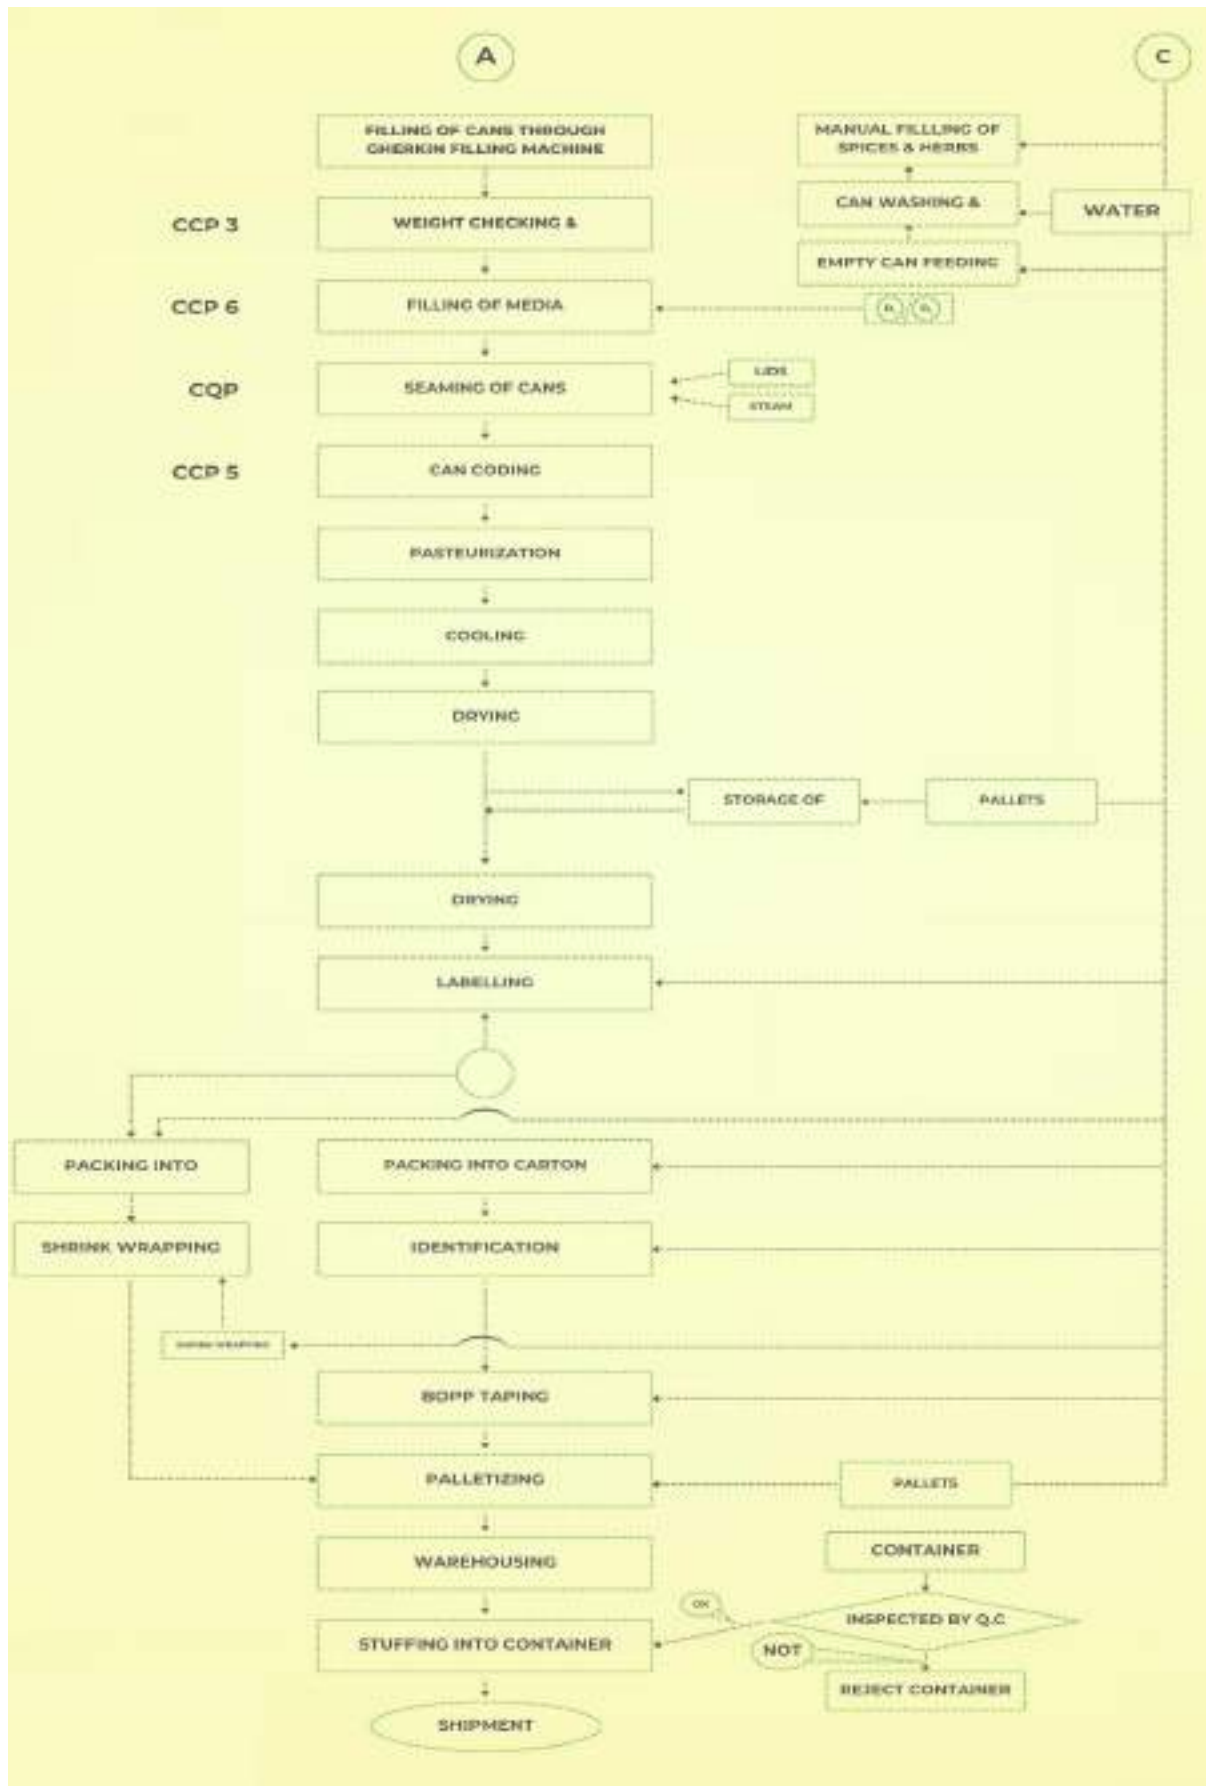 A
C
FILLING OF CANS THROUGH
GHERKIN FILLING MACHINE
MANUAL FILLLING OF
SPICES & HERBS
CCP 3
WEIGHT CHECKING &
CAN WASHING &
WATER
EMPTY CAN FEEDING
CCP 6
FILLING OF MEDIA
CQP
SEAMING OF CANS
LIDS
STEAM
CCP 5
CAN CODING
PASTEURIZATION
COOLING
DRYING
STORAGE OF
PALLETS
DRYING
LABELLING
PACKING INTO
PACKING INTO CARTON
SHRINK WRAPPING
IDENTIFICATION
SHRINK WRAPPING
BOPP TAPING
PALLETIZING
PALLETS
WAREHOUSING
CONTAINER
OK
INSPECTED BY Q.C
STUFFING INTO CONTAINER
NOT
REJECT CONTAINER
SHIPMENT